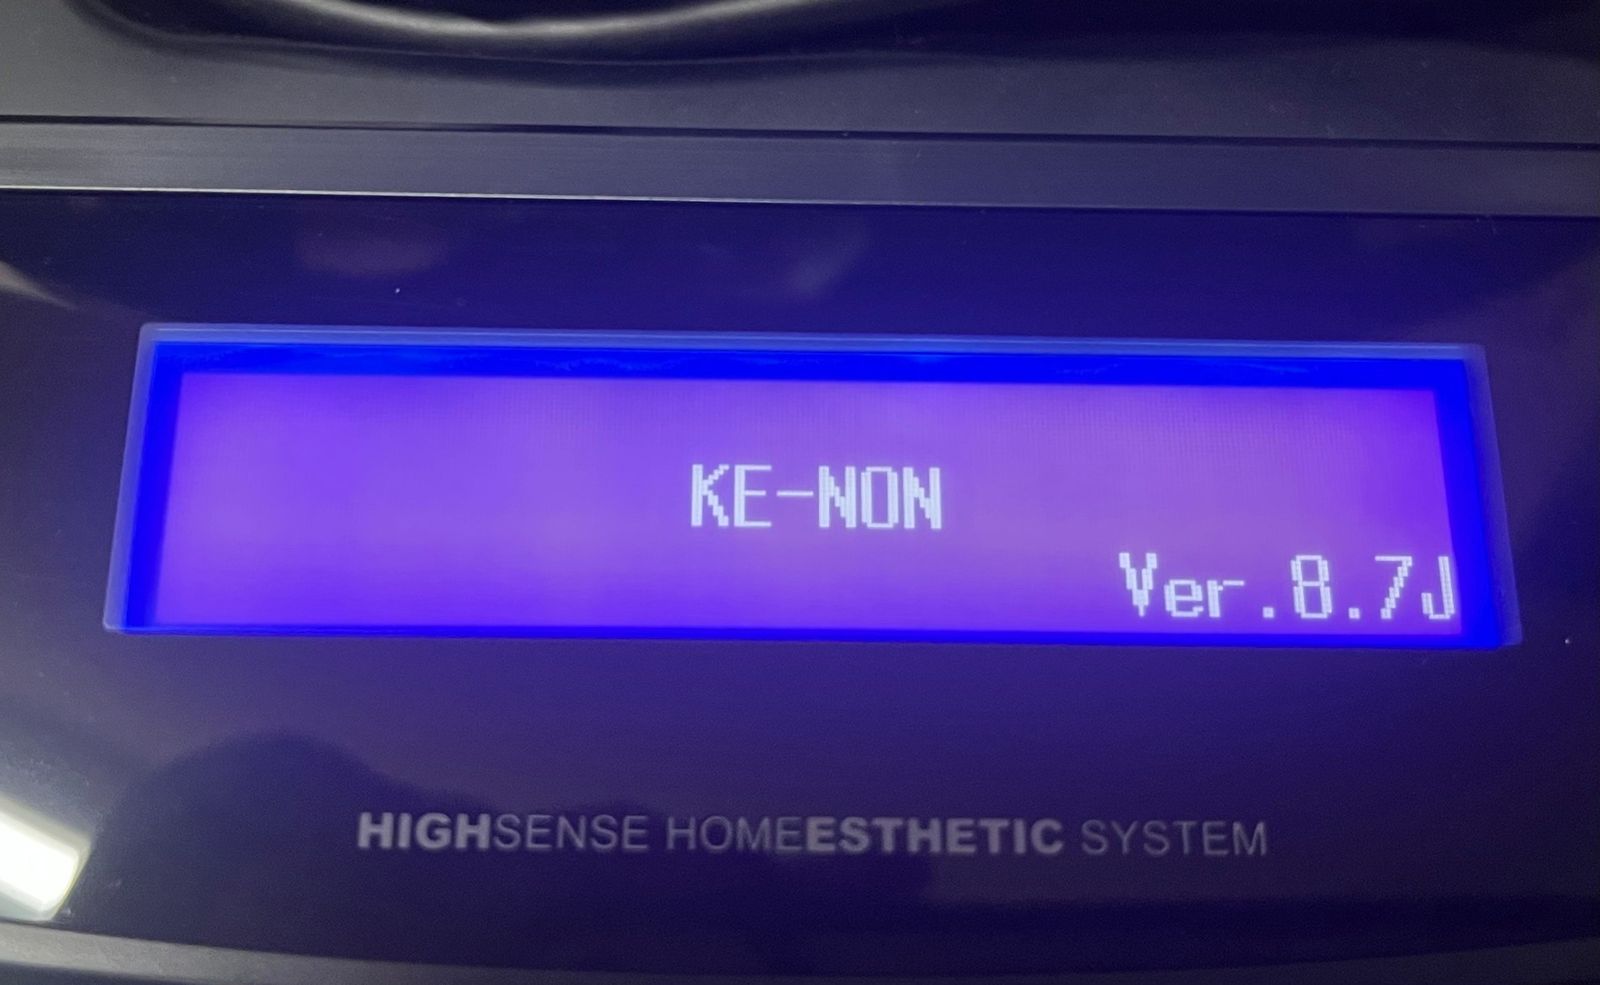 KE-NON
Ver.8.7J
HIGHSENSE HOMEESTHETIC SYSTEM